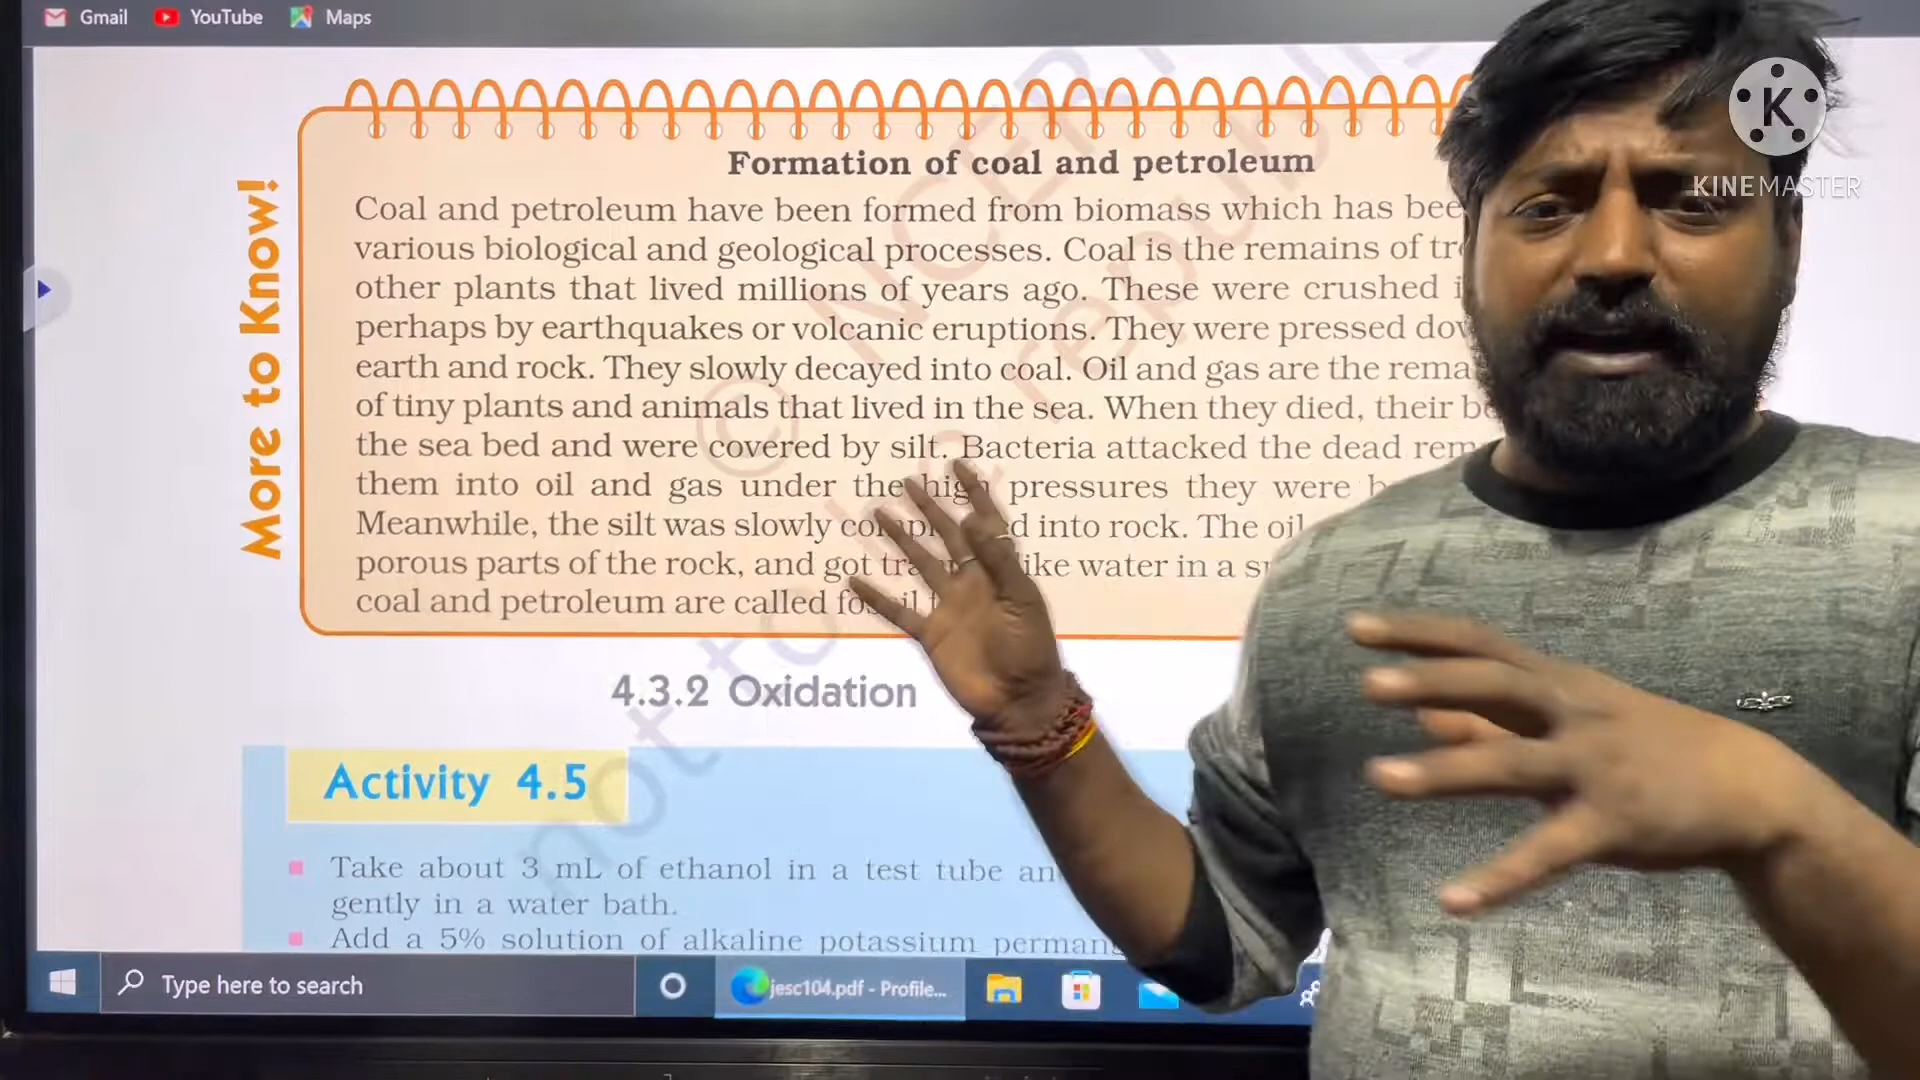 Gmail YouTube Maps
K
KINEMASTER
More to Know!
Formation of coal and petroleum
Coal and petroleum have been formed from biomass which has
various biological and geological processes. Coal is the remains of
other plants that lived millions of years ago. These were crushed
perhaps by earthquakes or volcanic eruptions. They were pressed
earth and rock. They slowly decayed into coal. Oil and gas are the
of tiny plants and animals that lived in the sea. When they died, their
the sea bed and were covered by silt. Bacteria attacked the dead
them into oil and gas under the high pressures they were
Meanwhile, the silt was slowly into rock. The oil
porous parts of the rock, and got like water in a
coal and petroleum are called
© NCERT
not to be republis
4.3.2 Oxidation
Activity 4.5
Take about 3 mL of ethanol in a test tube
gently in a water bath.
Add a 5% solution of alkaline potassium
Type here to search
jesc104.pdf - Profile...